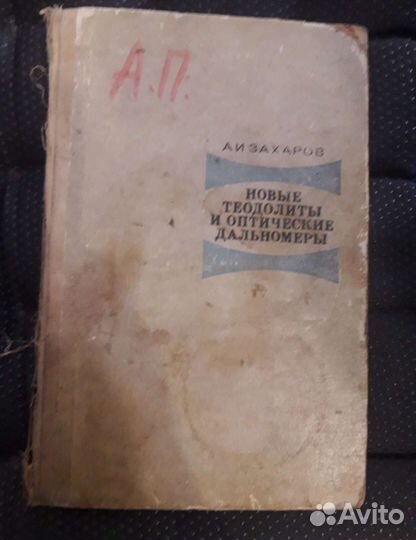 А.П.
А И ЗАХАРОВ
НОВЫЕ
ТЕОДОЛИТЫ
И ОПТИЧЕСКИЕ
ДАЛЬНОМЕРЫ
Avito